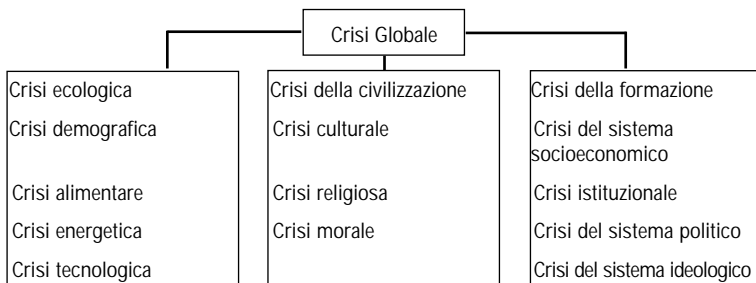 Crisi Globale
Crisi ecologica
Crisi demografica
Crisi alimentare
Crisi energetica
Crisi tecnologica
Crisi della civilizzazione
Crisi culturale
Crisi religiosa
Crisi morale
Crisi della formazione
Crisi del sistema
socioeconomico
Crisi istituzionale
Crisi del sistema politico
Crisi del sistema ideologico